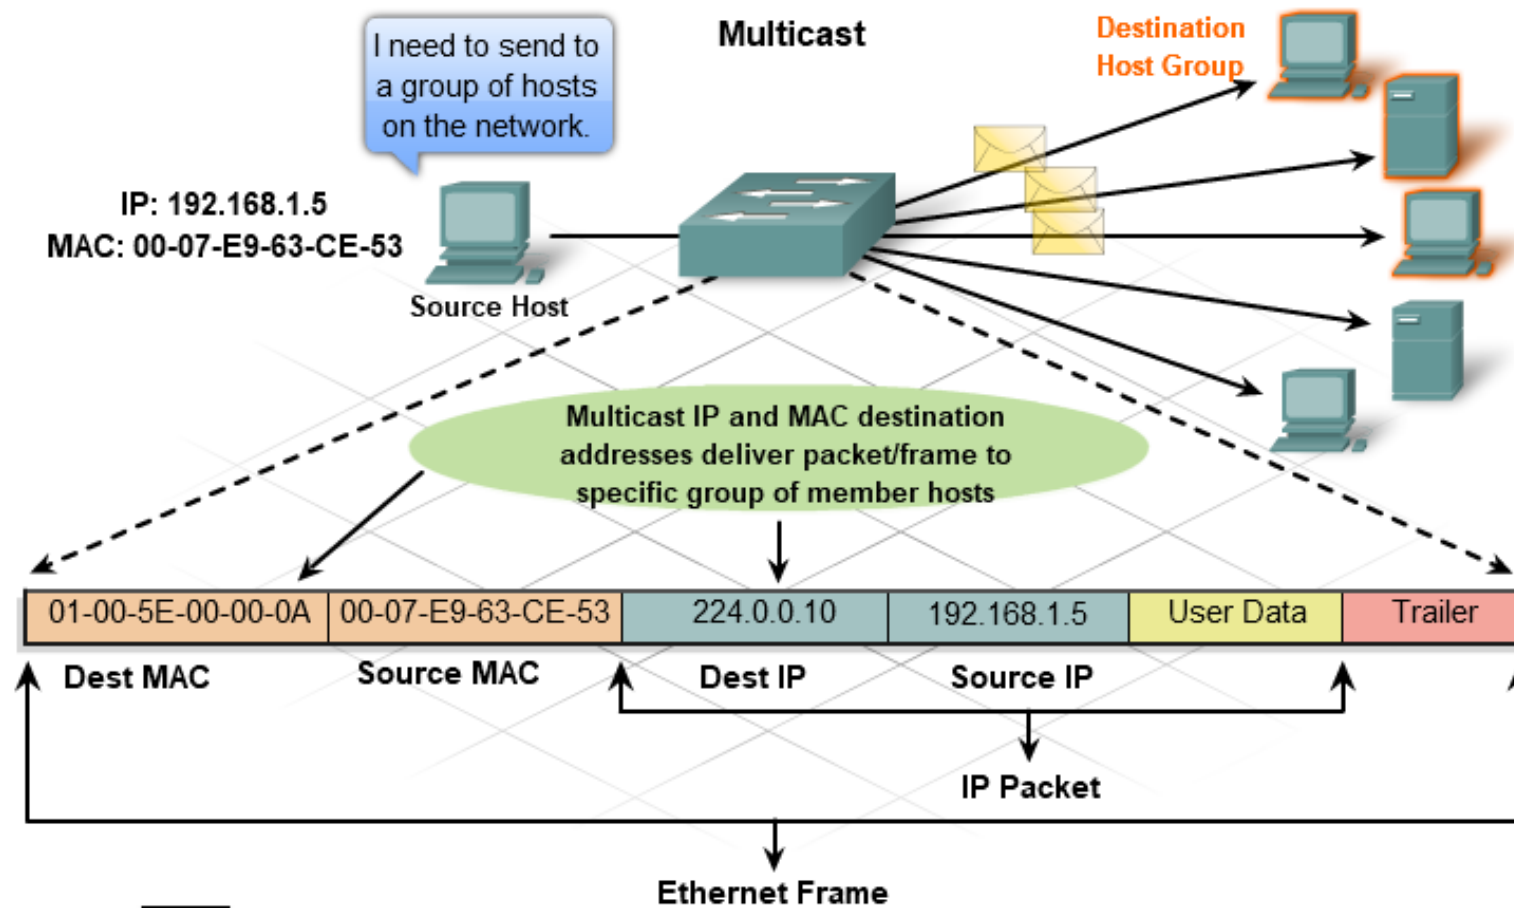 Multicast
I need to send to
a group of hosts
on the network.
Destination
Host Group
IP: 192.168.1.5
MAC: 00-07-E9-63-CE-53
Source Host
Multicast IP and MAC destination
addresses deliver packet/frame to
specific group of member hosts
01-00-5E-00-00-0A 00-07-E9-63-CE-53 224.0.0.10 192.168.1.5 User Data Trailer
Dest MAC Source MAC Dest IP Source IP
IP Packet
Ethernet Frame